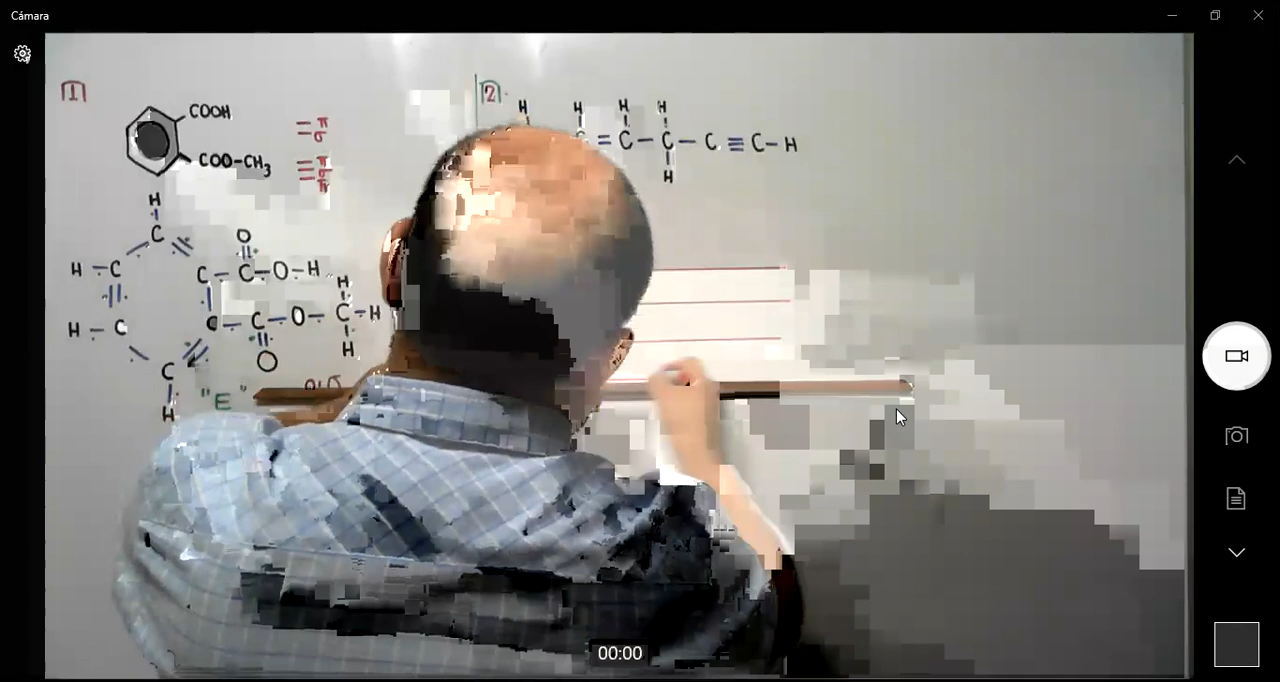 Cámara
1
COOH
COO-CH3
= π
σ
≡ π
σ
π
2
H H H H
C = C - C - C ≡ C - H
H
H
C
O
H - C C - C - O - H
H
H - C C - C - O - C - H
O H
C
H
"E"
00:00